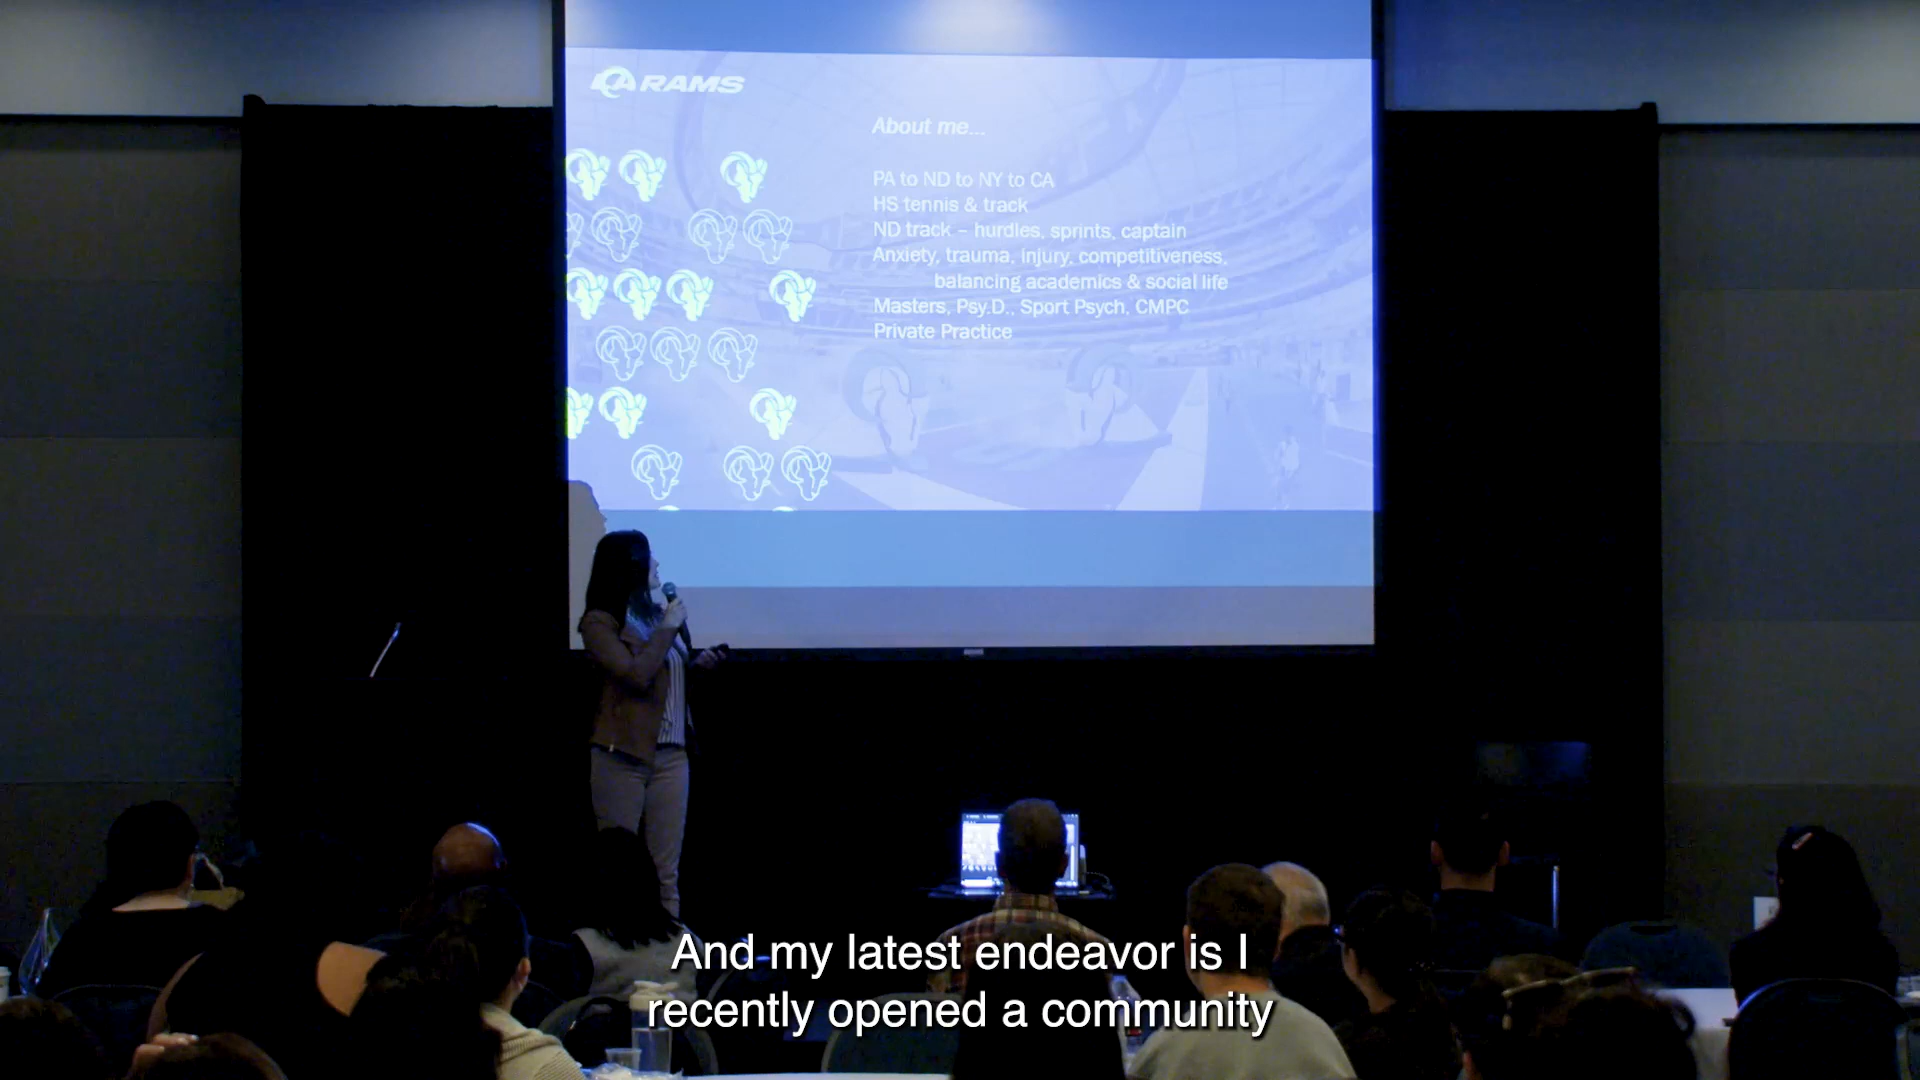 LA RAMS
About me...
PA to ND to NY to CA
HS tennis & track
ND track – hurdles, sprints, captain
Anxiety, trauma, injury, competitiveness,
balancing academics & social life
Masters, Psy.D., Sport Psych, CMPC
Private Practice
And my latest endeavor is I
recently opened a community